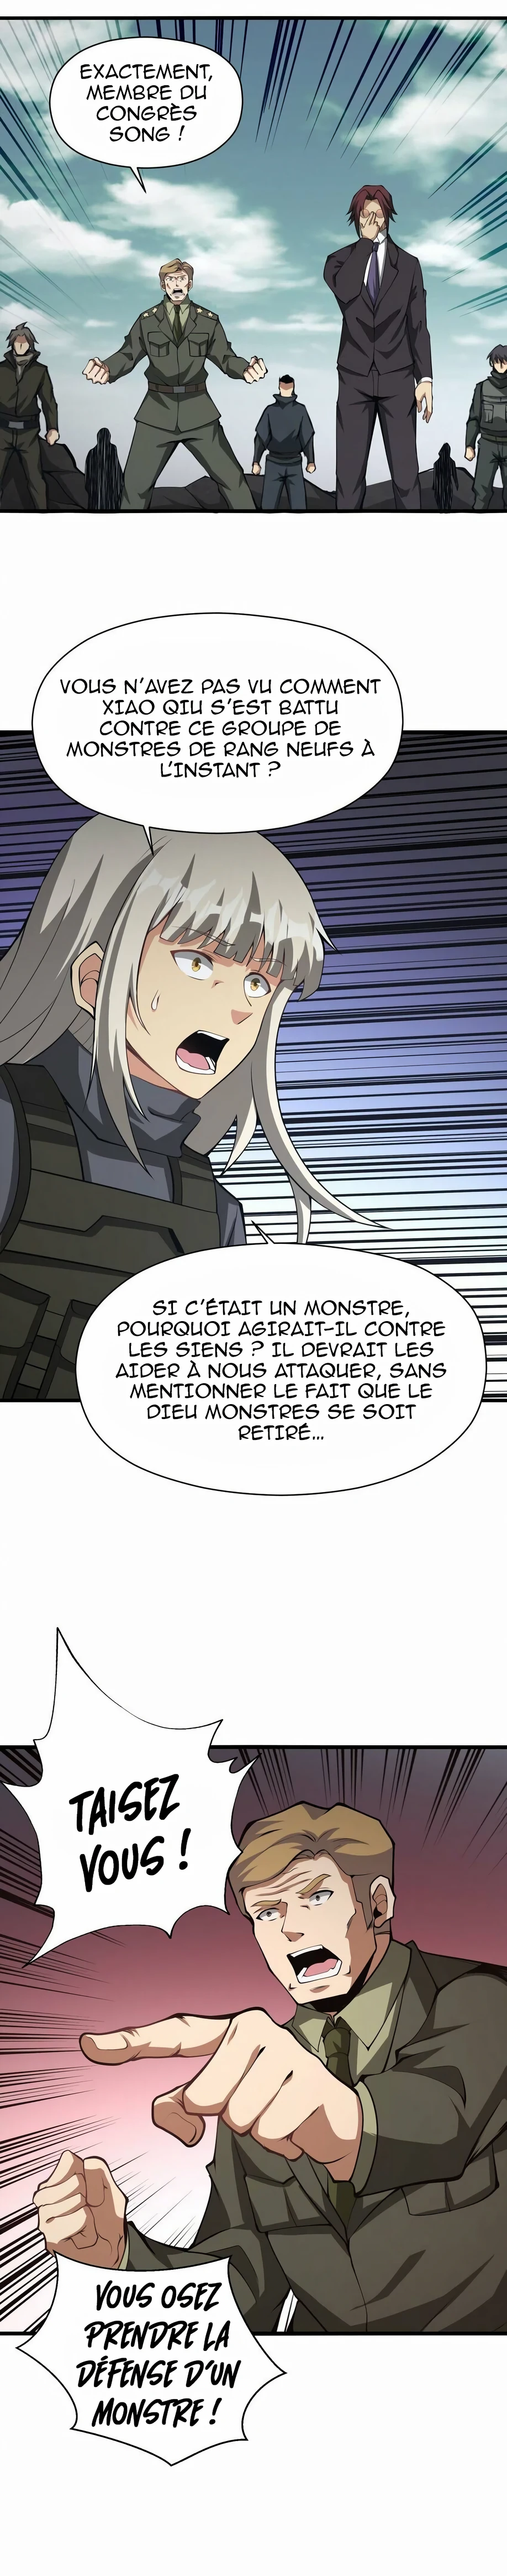 EXACTEMENT,
MEMBRE DU
CONGRÈS
SONG !
VOUS N'AVEZ PAS VU COMMENT
XIAO QIU S'EST BATTU
CONTRE CE GROUPE DE
MONSTRES DE RANG NEUFS À
L'INSTANT ?
SI C'ÉTAIT UN MONSTRE,
POURQUOI AGIRAIT-IL CONTRE
LES SIENS ? IL DEVRAIT LES
AIDER À NOUS ATTAQUER, SANS
MENTIONNER LE FAIT QUE LE
DIEU MONSTRES SE SOIT
RETIRÉ...
TAISEZ
VOUS !
VOUS OSEZ
PRENDRE LA
DÉFENSE D'UN
MONSTRE !